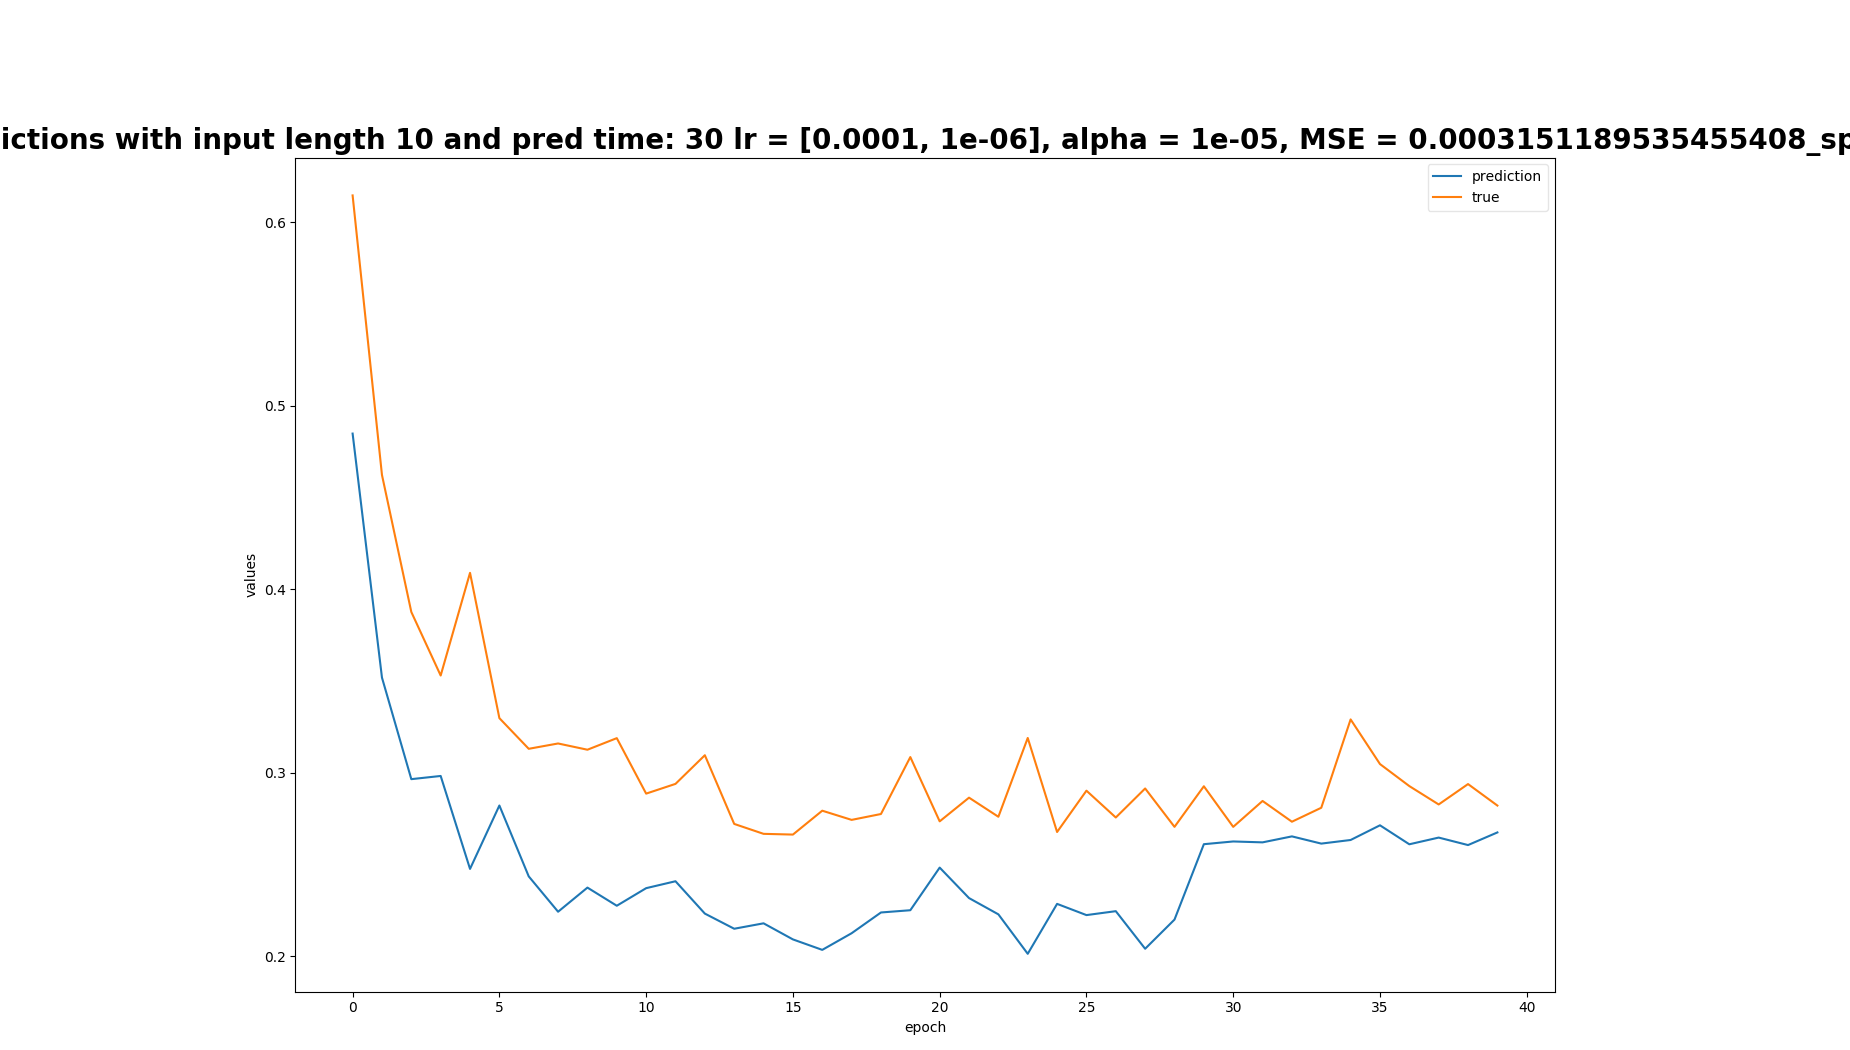 ictions with input length 10 and pred time: 30 lr = [0.0001, 1e-06], alpha = 1e-05, MSE = 0.0003151189535455408_sp
prediction
true
0.6
0.5
0.4
0.3
0.2
values
0 5 10 15 20 25 30 35 40
epoch